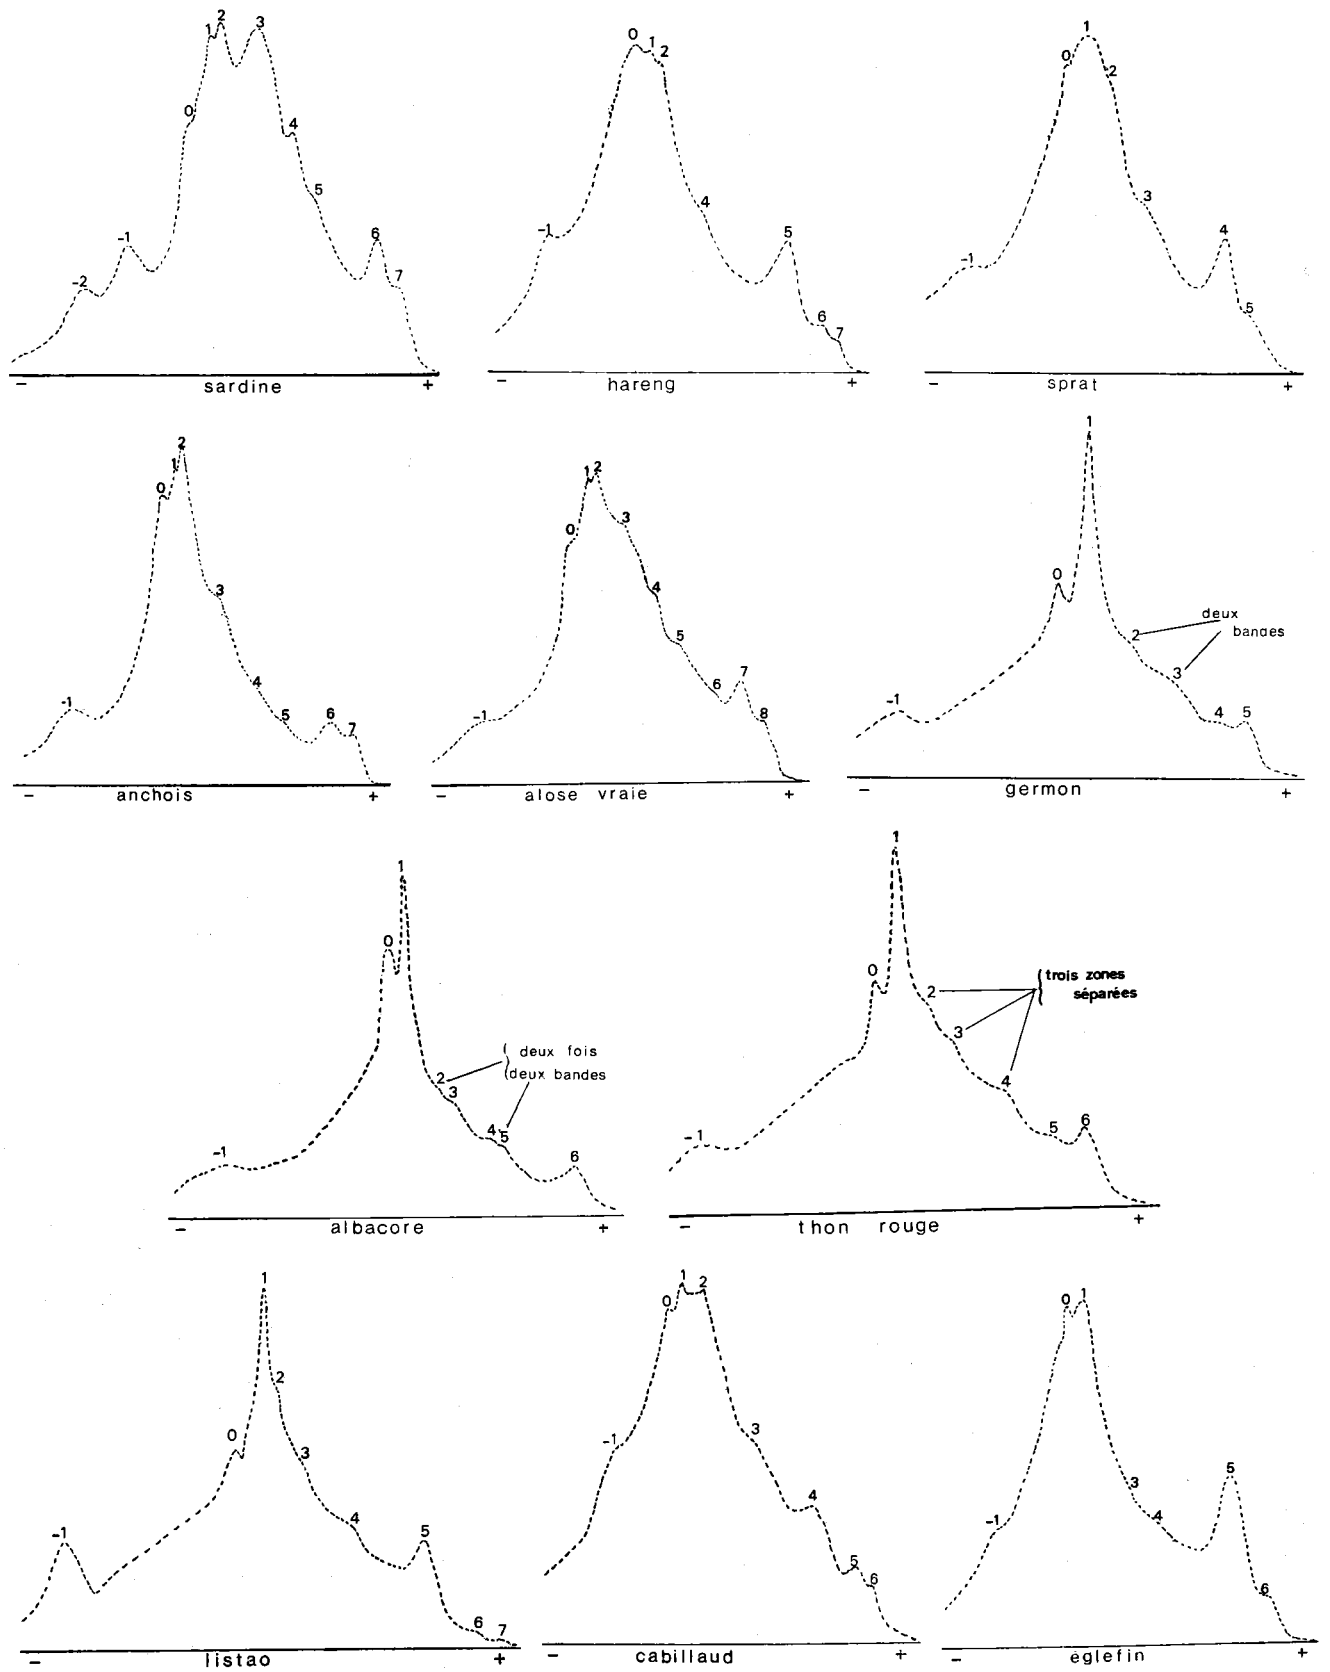 -2 -1 0 1 2 3 4 5 6 7
- sardine +
-1 0 1 2 4 5 6 7
- hareng +
-1 0 1 2 3 4 5
- sprat +
-1 0 1 2 3 4 5 6 7
- anchois +
-1 0 1 2 3 4 5 6 7 8
- alose vraie +
-1 0 1 2 3 4 5
deux
bandes
- germon +
-1 0 1 2 3 4 5 6
deux fois
deux bandes
- albacore +
-1 0 1 2 3 4 5 6
trois zones
séparées
- thon rouge +
-1 0 1 2 3 4 5 6 7
- listao +
-1 0 1 2 3 4 5 6
- cabillaud +
-1 0 1 3 4 5 6
- églefin +